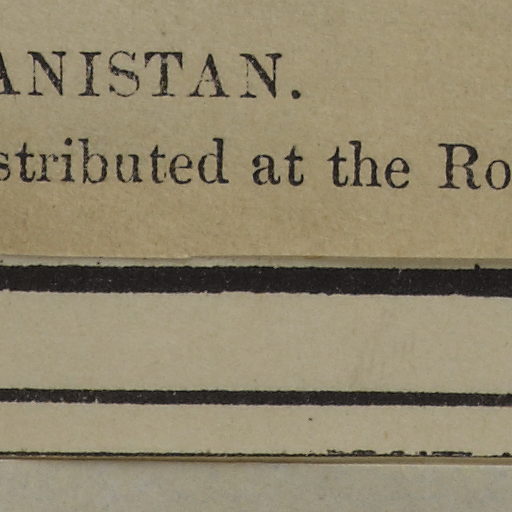 ANISTAN.
stributed at the Ro